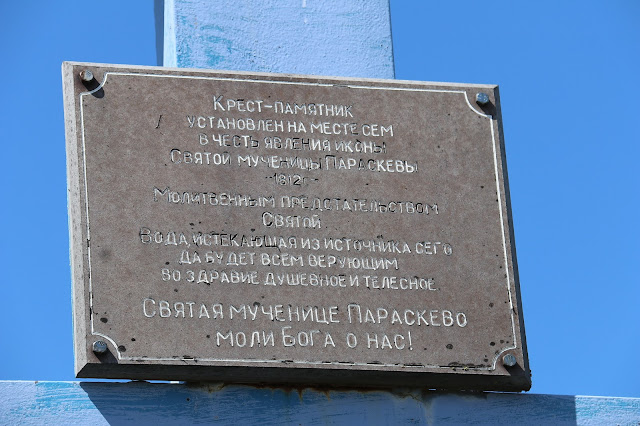 Крест-памятник
установлен на месте сем
в честь явления иконы
Святой мученицы Параскевы
1812г.
Молитвенным предстательством
Святой
Вода, истекающая из источника сего
да будет всем верующим
во здравие душевное и телесное.
Святая мученице Параскево
моли Бога о нас!